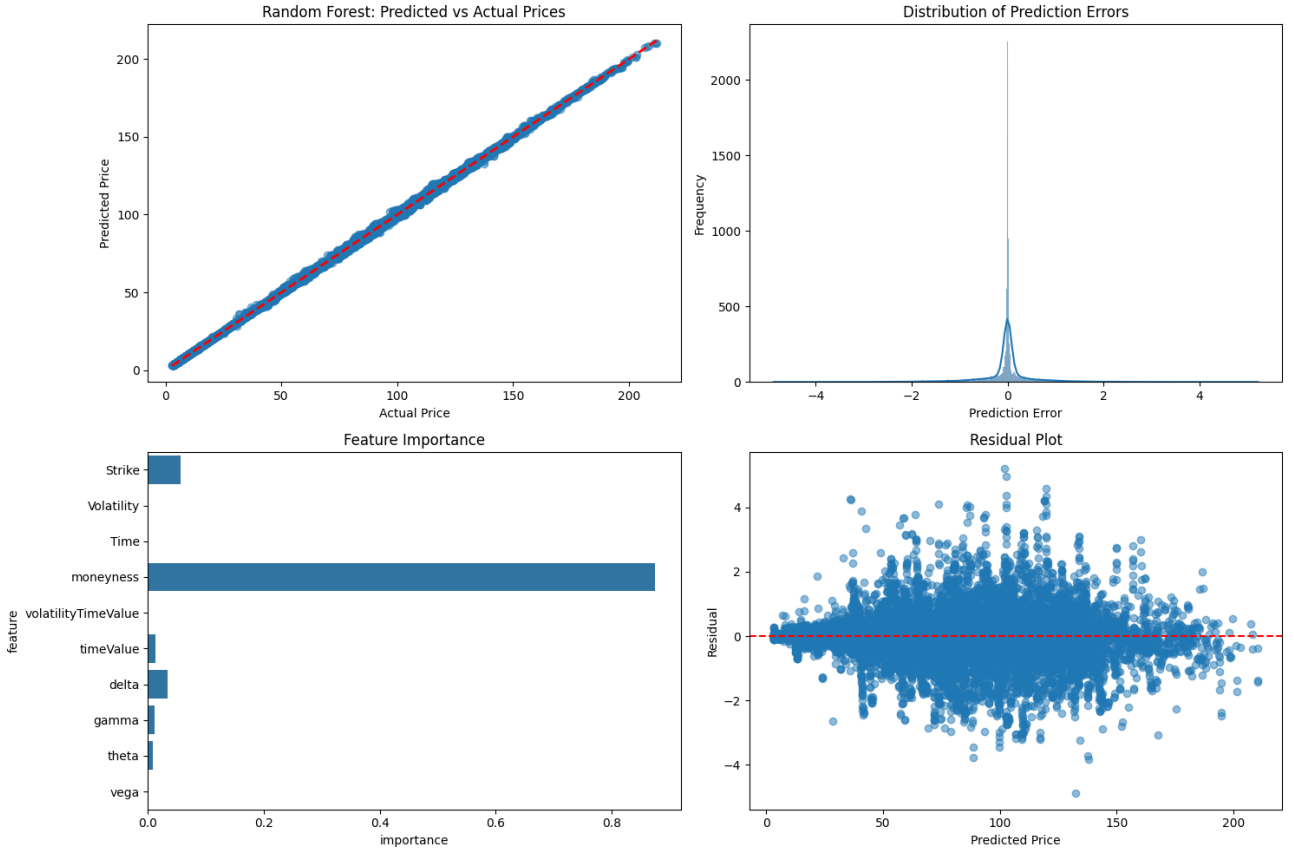 Random Forest: Predicted vs Actual Prices
Predicted Price
200
150
100
50
0
0 50 100 150 200
Actual Price
Distribution of Prediction Errors
Frequency
2000
1500
1000
500
0
−4 −2 0 2 4
Prediction Error
Feature Importance
feature
Strike
Volatility
Time
moneyness
volatilityTimeValue
timeValue
delta
gamma
theta
vega
0.0 0.2 0.4 0.6 0.8
importance
Residual Plot
Residual
4
2
0
−2
−4
0 50 100 150 200
Predicted Price